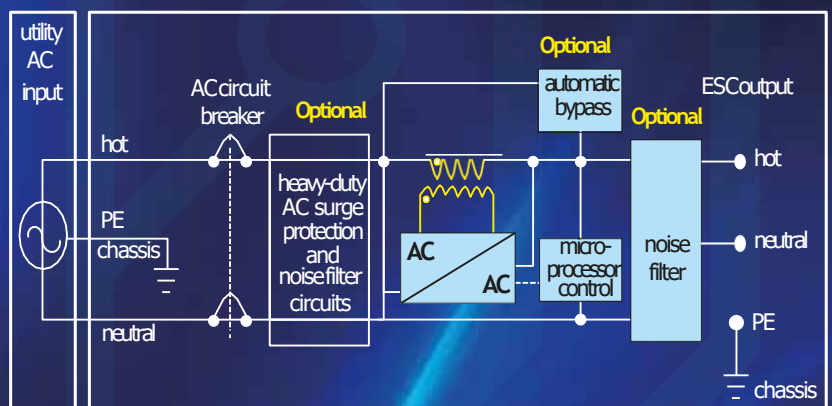 utility
AC
input
AC circuit
breaker
Optional
Optional
automatic
bypass
Optional
ESC output
hot
PE
chassis
neutral
heavy-duty
AC surge
protection
and
noise filter
circuits
AC
AC
micro-
processor
control
noise
filter
hot
neutral
PE
chassis